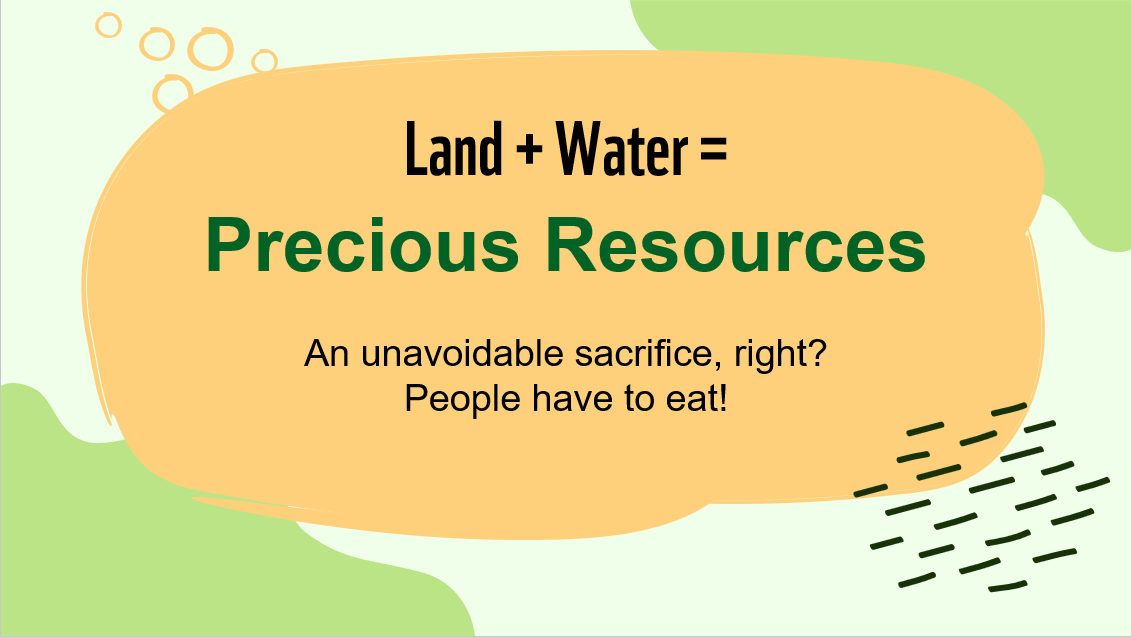 Land + Water =
Precious Resources
An unavoidable sacrifice, right?
People have to eat!